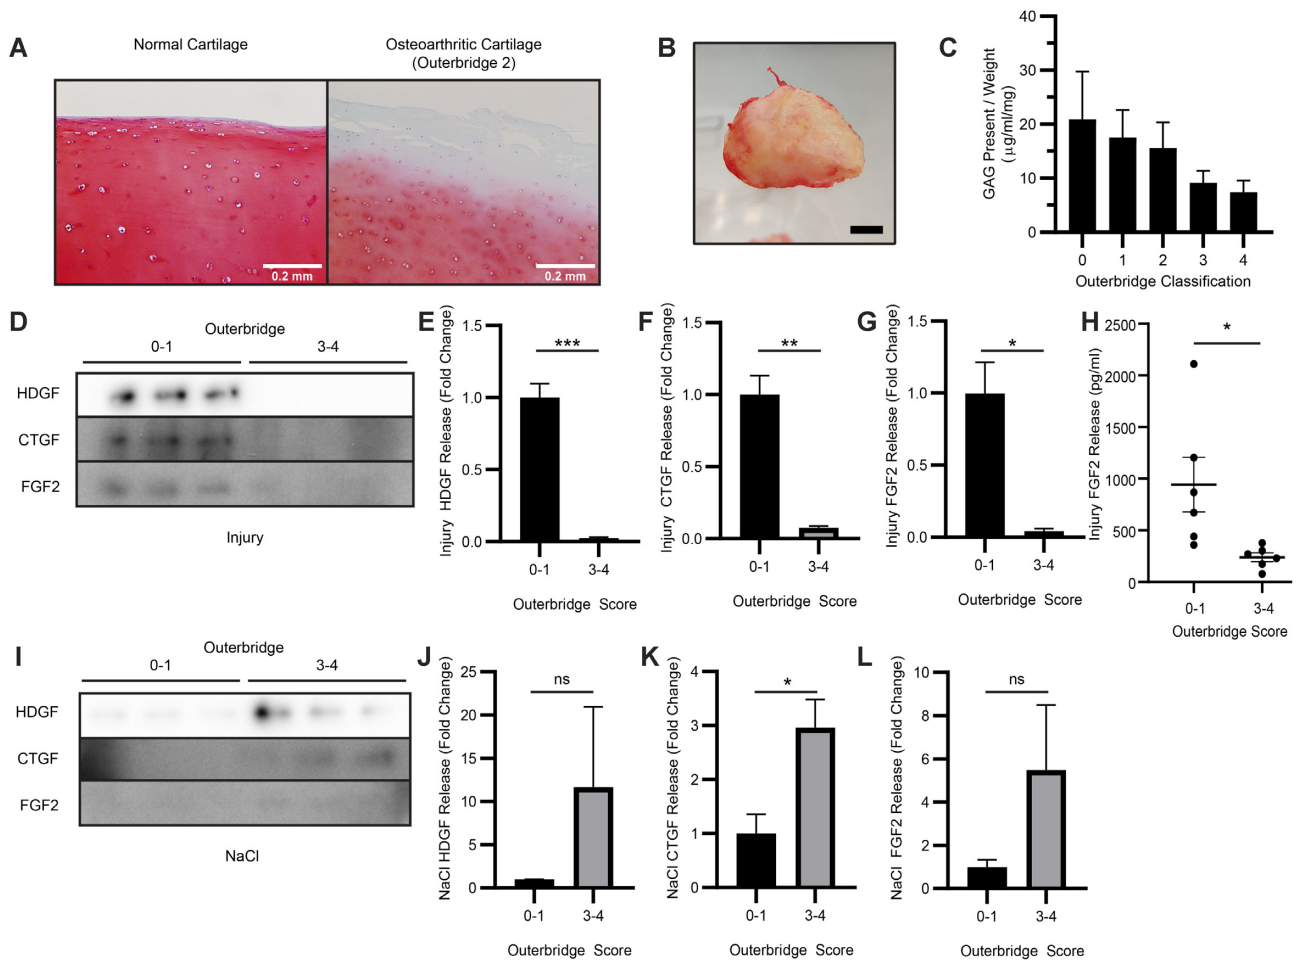 A
Normal Cartilage
Osteoarthritic Cartilage
(Outerbridge 2)
0.2 mm
0.2 mm
B
C
GAG Present / Weight
(µg/ml/mg)
40
30
20
10
0
0 1 2 3 4
Outerbridge Classification
D
Outerbridge
0-1 3-4
HDGF
CTGF
FGF2
Injury
E
Injury HDGF Release (Fold Change)
1.5
1.0
0.5
0.0
***
0-1 3-4
Outerbridge Score
F
Injury CTGF Release (Fold Change)
1.5
1.0
0.5
0.0
**
0-1 3-4
Outerbridge Score
G
Injury FGF2 Release (Fold Change)
1.5
1.0
0.5
0.0
*
0-1 3-4
Outerbridge Score
H
Injury FGF2 Release (pg/ml)
2500
2000
1500
1000
500
0
*
0-1 3-4
Outerbridge Score
I
Outerbridge
0-1 3-4
HDGF
CTGF
FGF2
NaCl
J
NaCl HDGF Release (Fold Change)
25
20
15
10
5
0
ns
0-1 3-4
Outerbridge Score
K
NaCl CTGF Release (Fold Change)
4
3
2
1
0
*
0-1 3-4
Outerbridge Score
L
NaCl FGF2 Release (Fold Change)
10
8
6
4
2
0
ns
0-1 3-4
Outerbridge Score